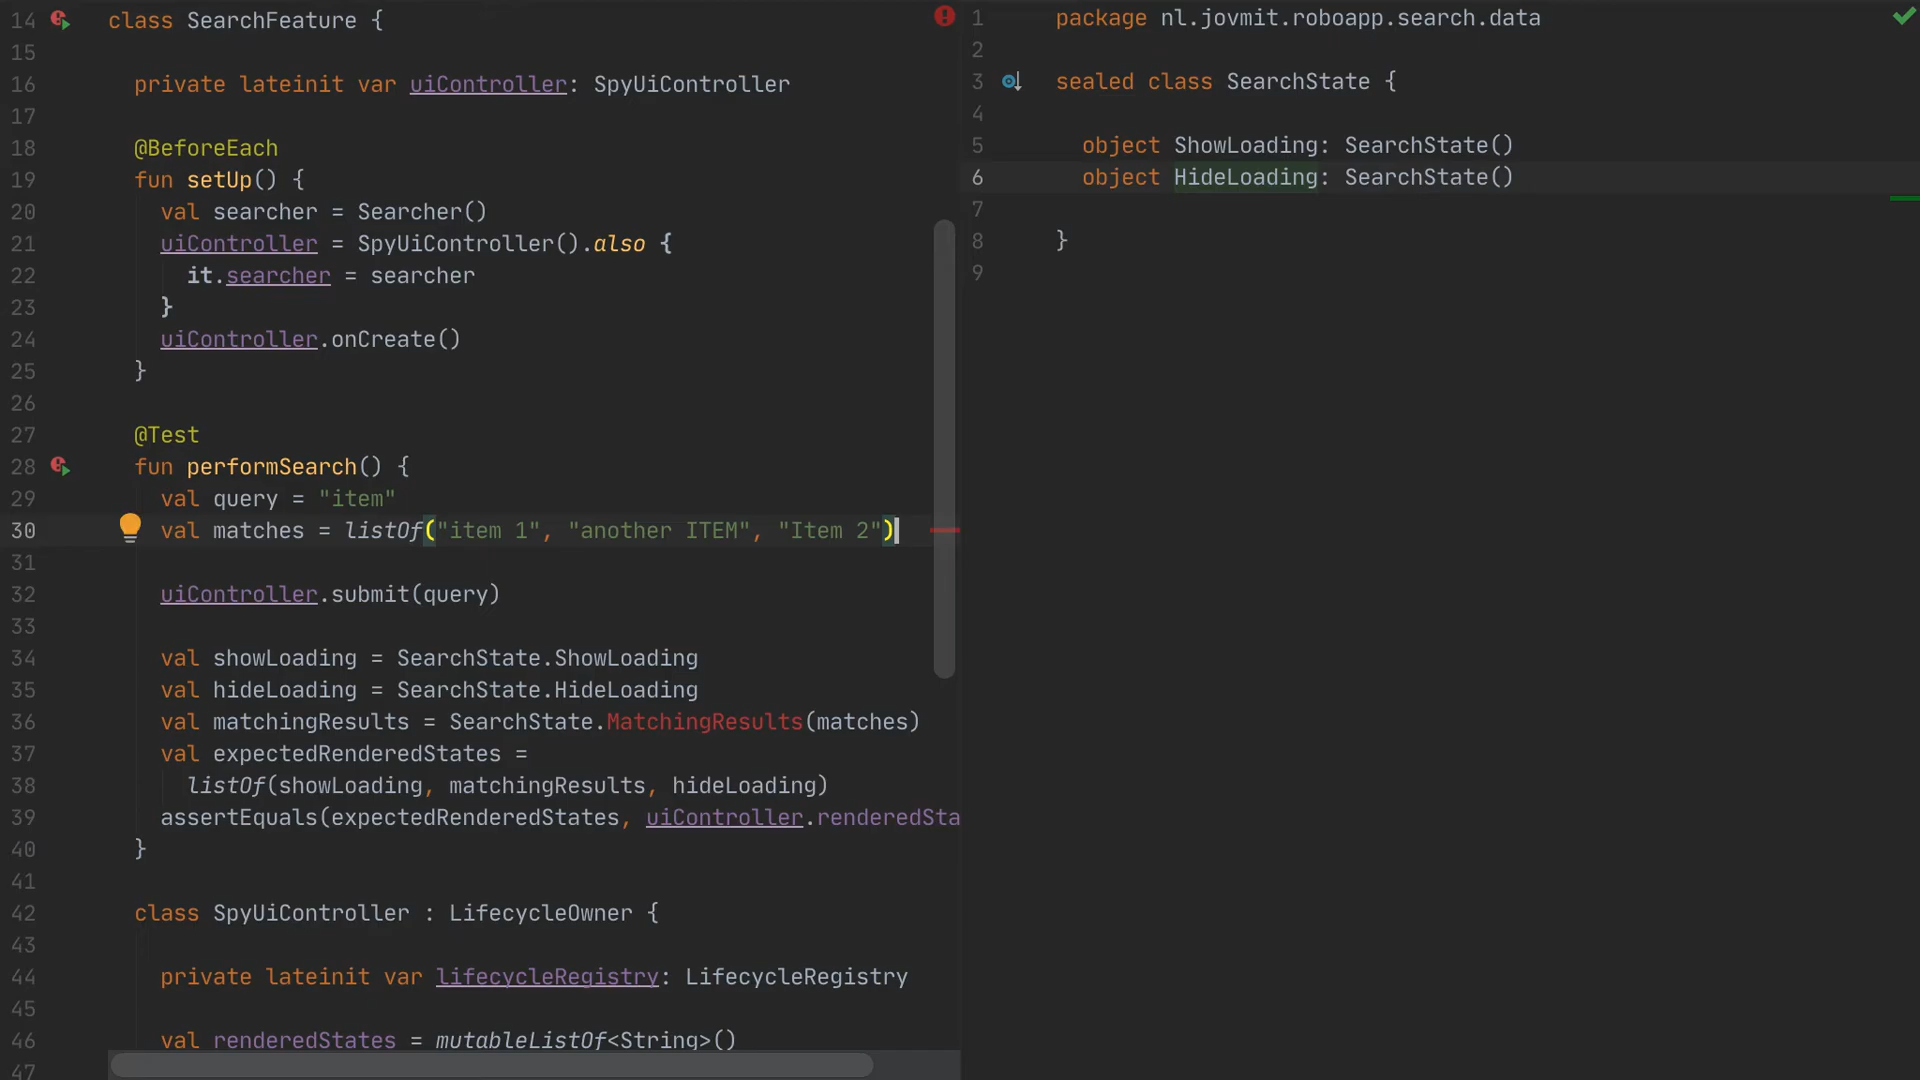 14 class SearchFeature {
15
16 private lateinit var uiController: SpyUiController
17
18 @BeforeEach
19 fun setUp() {
20 val searcher = Searcher()
21 uiController = SpyUiController().also {
22 it.searcher = searcher
23 }
24 uiController.onCreate()
25 }
26
27 @Test
28 fun performSearch() {
29 val query = "item"
30 val matches = listOf("item 1", "another ITEM", "Item 2")
31
32 uiController.submit(query)
33
34 val showLoading = SearchState.ShowLoading
35 val hideLoading = SearchState.HideLoading
36 val matchingResults = SearchState.MatchingResults(matches)
37 val expectedRenderedStates =
38 listOf(showLoading, matchingResults, hideLoading)
39 assertEquals(expectedRenderedStates, uiController.renderedSta
40 }
41
42 class SpyUiController : LifecycleOwner {
43
44 private lateinit var lifecycleRegistry: LifecycleRegistry
45
46 val renderedStates = mutableListOf<String>()
47
1 package nl.jovmit.roboapp.search.data
2
3 sealed class SearchState {
4
5 object ShowLoading: SearchState()
6 object HideLoading: SearchState()
7
8 }
9